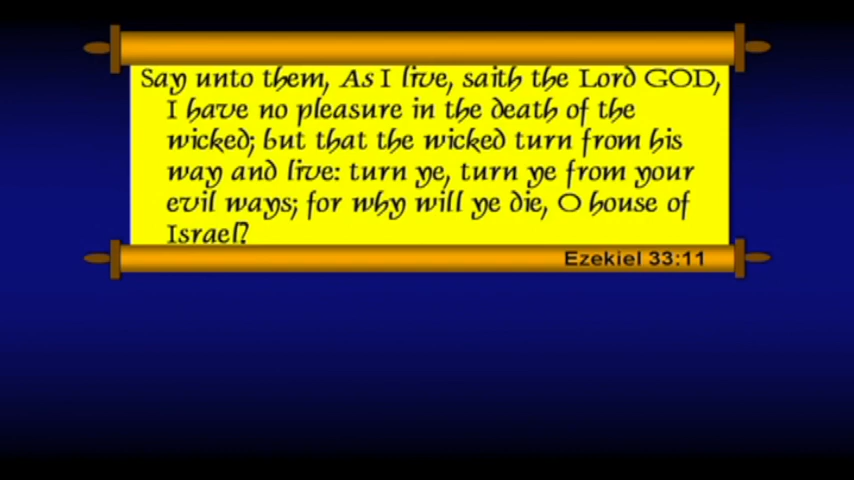 Say unto them, As I live, saith the Lord GOD,
I have no pleasure in the death of the
wicked; but that the wicked turn from his
way and live: turn ye, turn ye from your
evil ways; for why will ye die, O house of
Israel?
Ezekiel 33:11